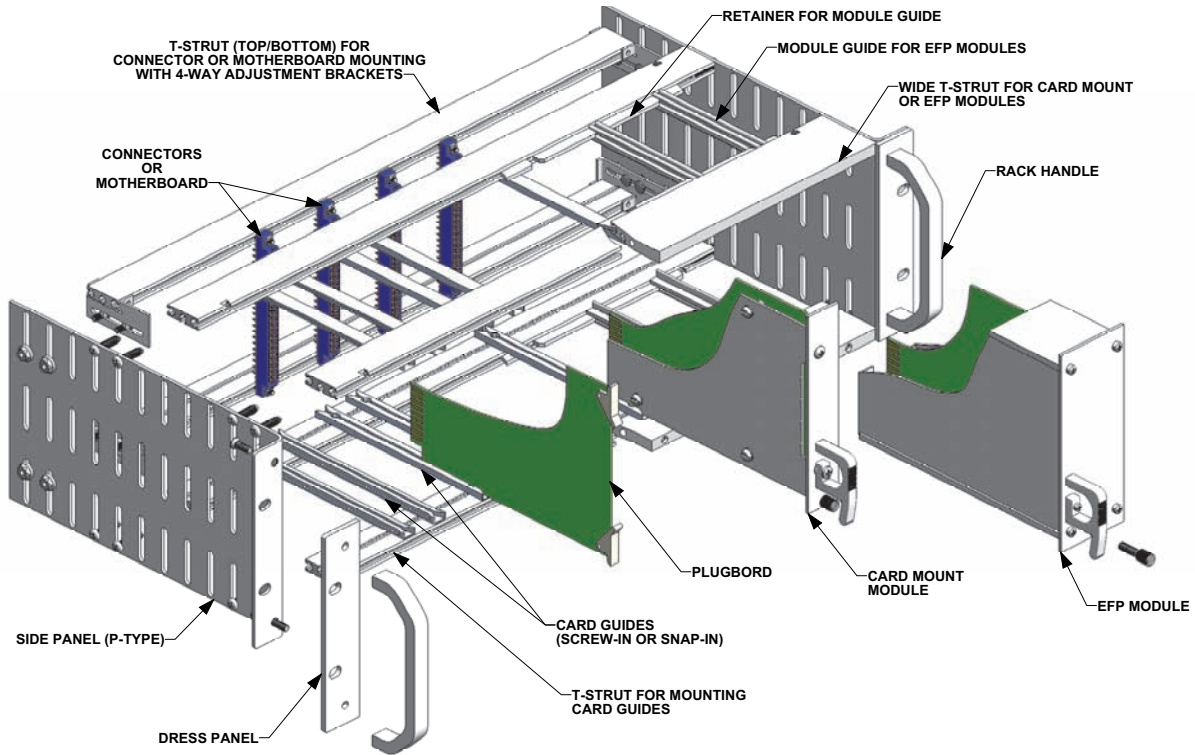 RETAINER FOR MODULE GUIDE
T-STRUT (TOP/BOTTOM) FOR
CONNECTOR OR MOTHERBOARD MOUNTING
WITH 4-WAY ADJUSTMENT BRACKETS
MODULE GUIDE FOR EFP MODULES
WIDE T-STRUT FOR CARD MOUNT
OR EFP MODULES
CONNECTORS
OR
MOTHERBOARD
RACK HANDLE
PLUGBORD
CARD MOUNT
MODULE
EFP MODULE
SIDE PANEL (P-TYPE)
CARD GUIDES
(SCREW-IN OR SNAP-IN)
T-STRUT FOR MOUNTING
CARD GUIDES
DRESS PANEL